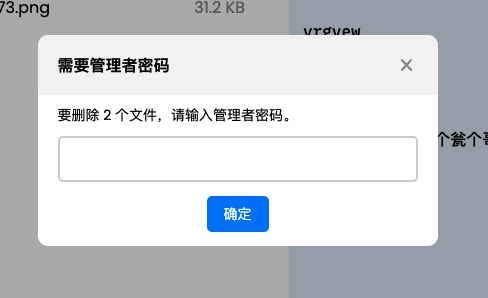 73.png 31.2 KB
vrgvew
需要管理者密码
要删除 2 个文件，请输入管理者密码。
个瓮个
确定